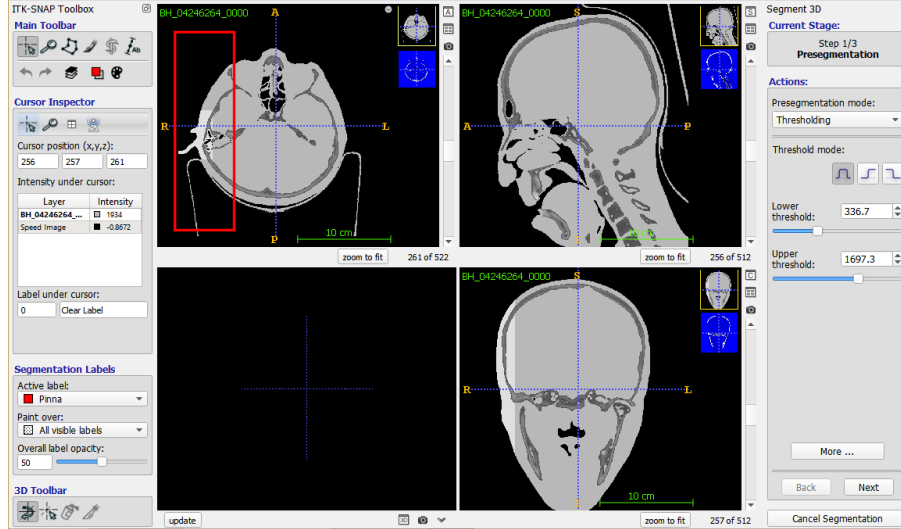 ITK-SNAP Toolbox
Main Toolbar
Cursor Inspector
Cursor position (x,y,z):
256 257 261
Intensity under cursor:
Layer Intensity
BH_04246264_... 1934
Speed Image -0.8672
Label under cursor:
0 Clear Label
Segmentation Labels
Active label:
Pinna
Paint over:
All visible labels
Overall label opacity:
50
3D Toolbar
BH_04246264_0000
A
R
L
P
10 cm
A
zoom to fit
261 of 522
BH_04246264_0000
S
A
P
10 cm
S
zoom to fit
256 of 512
update
3D
BH_04246264_0000
S
R
L
10 cm
C
zoom to fit
257 of 512
Segment 3D
Current Stage:
Step 1/3
Presegmentation
Actions:
Presegmentation mode:
Thresholding
Threshold mode:
Lower
threshold:
336.7
Upper
threshold:
1697.3
More ...
Back Next
Cancel Segmentation